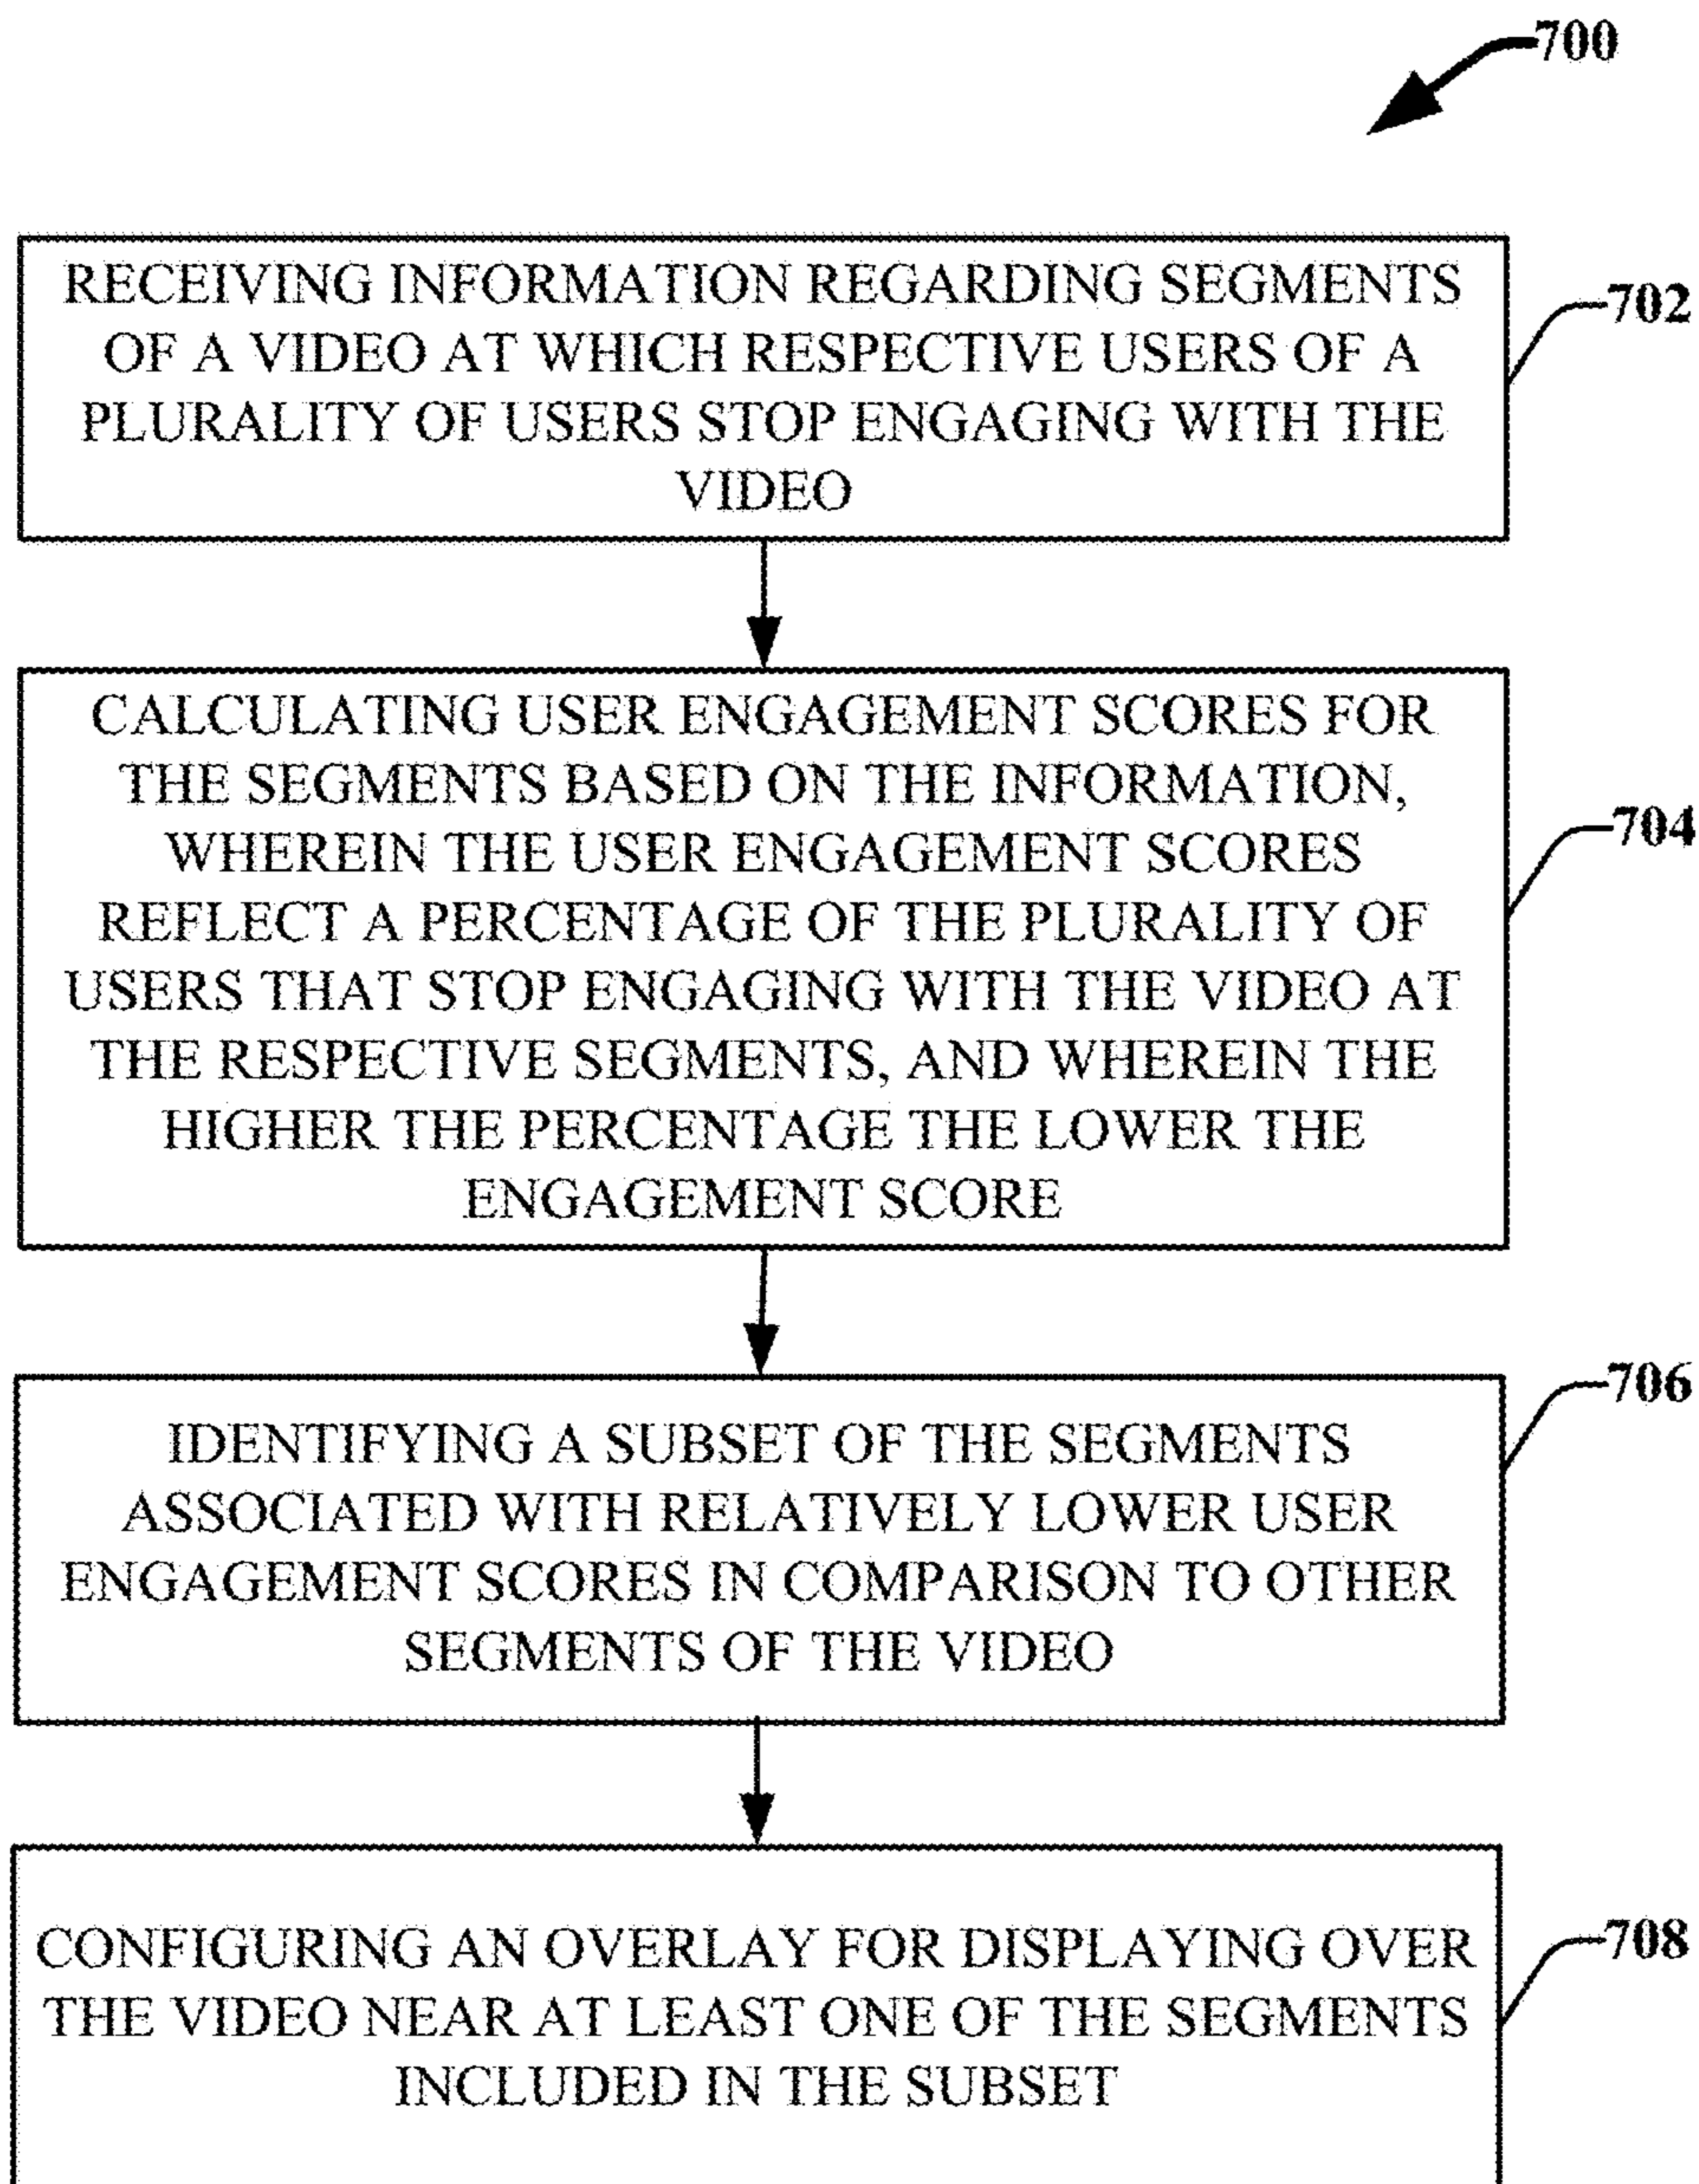 700
RECEIVING INFORMATION REGARDING SEGMENTS
OF A VIDEO AT WHICH RESPECTIVE USERS OF A
PLURALITY OF USERS STOP ENGAGING WITH THE
VIDEO
702
CALCULATING USER ENGAGEMENT SCORES FOR
THE SEGMENTS BASED ON THE INFORMATION,
WHEREIN THE USER ENGAGEMENT SCORES
REFLECT A PERCENTAGE OF THE PLURALITY OF
USERS THAT STOP ENGAGING WITH THE VIDEO AT
THE RESPECTIVE SEGMENTS, AND WHEREIN THE
HIGHER THE PERCENTAGE THE LOWER THE
ENGAGEMENT SCORE
704
IDENTIFYING A SUBSET OF THE SEGMENTS
ASSOCIATED WITH RELATIVELY LOWER USER
ENGAGEMENT SCORES IN COMPARISON TO OTHER
SEGMENTS OF THE VIDEO
706
CONFIGURING AN OVERLAY FOR DISPLAYING OVER
THE VIDEO NEAR AT LEAST ONE OF THE SEGMENTS
INCLUDED IN THE SUBSET
708